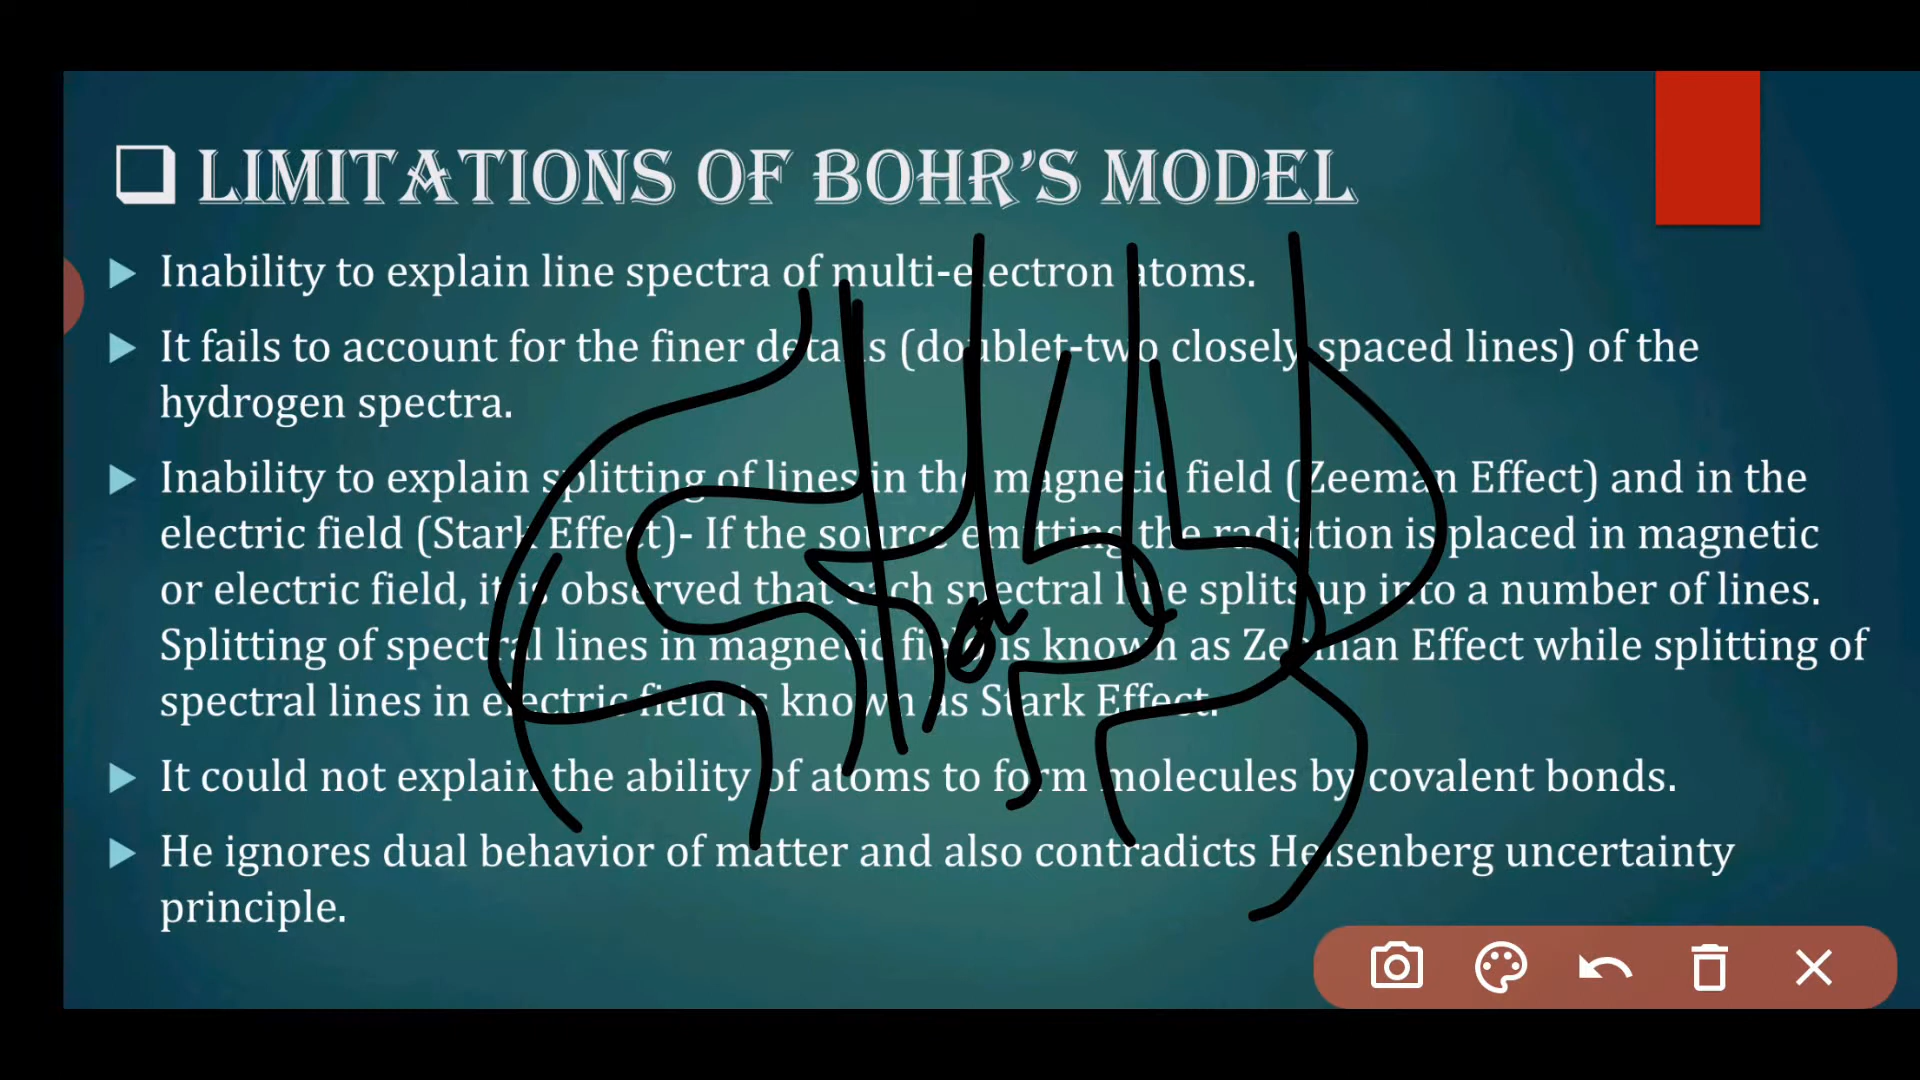 LIMITATIONS OF BOHR'S MODEL
Inability to explain line spectra of multi-electron atoms.
It fails to account for the finer details (doublet-two closely spaced lines) of the
hydrogen spectra.
Inability to explain splitting of lines in the magnetic field (Zeeman Effect) and in the
electric field (Stark Effect)- If the source emitting the radiation is placed in magnetic
or electric field, it is observed that each spectral line splits up into a number of lines.
Splitting of spectral lines in magnetic field is known as Zeeman Effect while splitting of
spectral lines in electric field is known as Stark Effect.
It could not explain the ability of atoms to form molecules by covalent bonds.
He ignores dual behavior of matter and also contradicts Heisenberg uncertainty
principle.